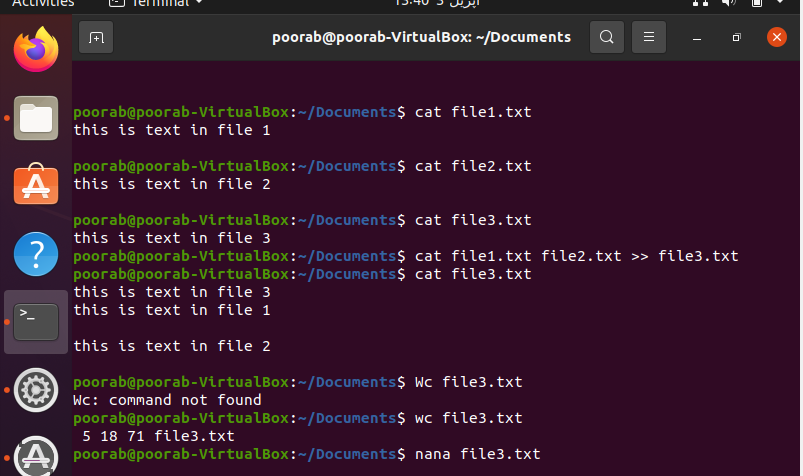 Activities Terminal 13:40 3 اپریل
poorab@poorab-VirtualBox: ~/Documents
poorab@poorab-VirtualBox:~/Documents$ cat file1.txt
this is text in file 1
poorab@poorab-VirtualBox:~/Documents$ cat file2.txt
this is text in file 2
poorab@poorab-VirtualBox:~/Documents$ cat file3.txt
this is text in file 3
poorab@poorab-VirtualBox:~/Documents$ cat file1.txt file2.txt >> file3.txt
poorab@poorab-VirtualBox:~/Documents$ cat file3.txt
this is text in file 3
this is text in file 1
this is text in file 2
poorab@poorab-VirtualBox:~/Documents$ Wc file3.txt
Wc: command not found
poorab@poorab-VirtualBox:~/Documents$ wc file3.txt
 5 18 71 file3.txt
poorab@poorab-VirtualBox:~/Documents$ nana file3.txt